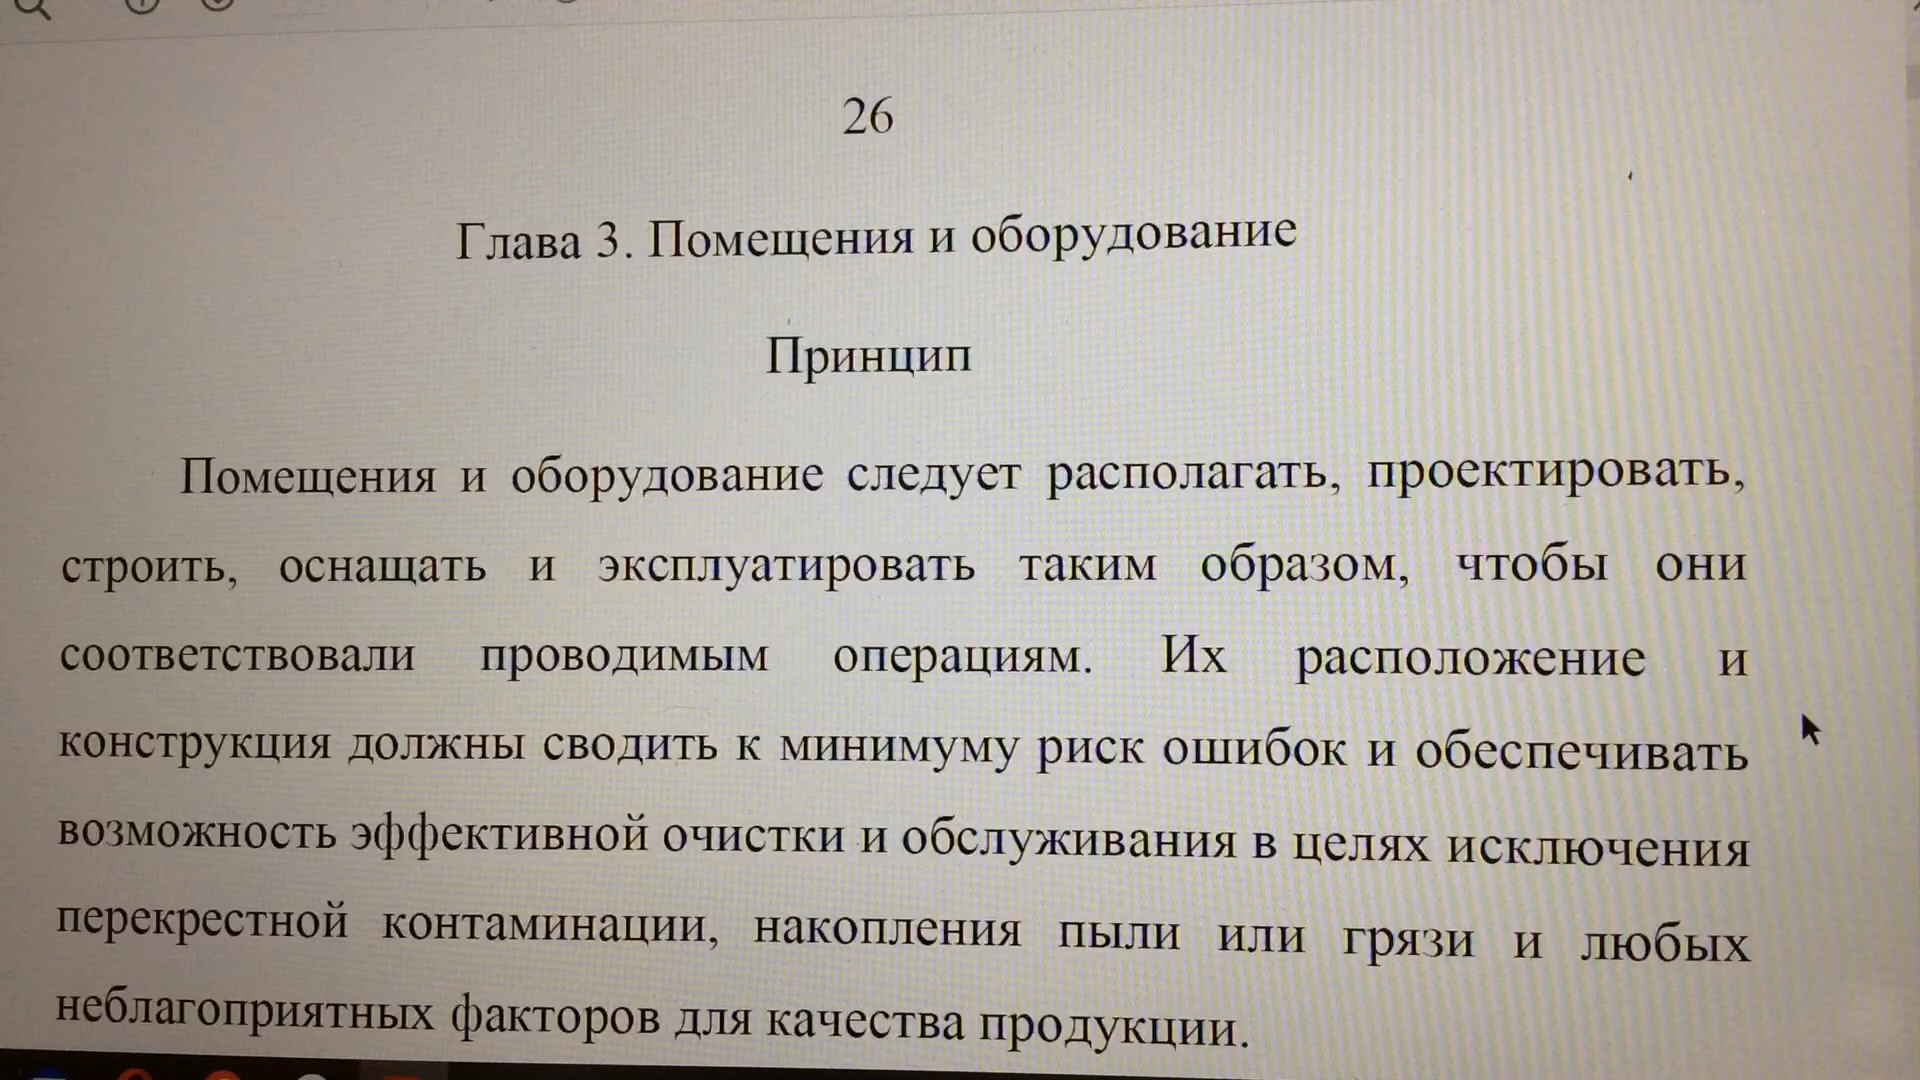 26
Глава 3. Помещения и оборудование
Принцип
Помещения и оборудование следует располагать, проектировать,
строить, оснащать и эксплуатировать таким образом, чтобы они
соответствовали проводимым операциям. Их расположение и
конструкция должны сводить к минимуму риск ошибок и обеспечивать
возможность эффективной очистки и обслуживания в целях исключения
перекрестной контаминации, накопления пыли или грязи и любых
неблагоприятных факторов для качества продукции.